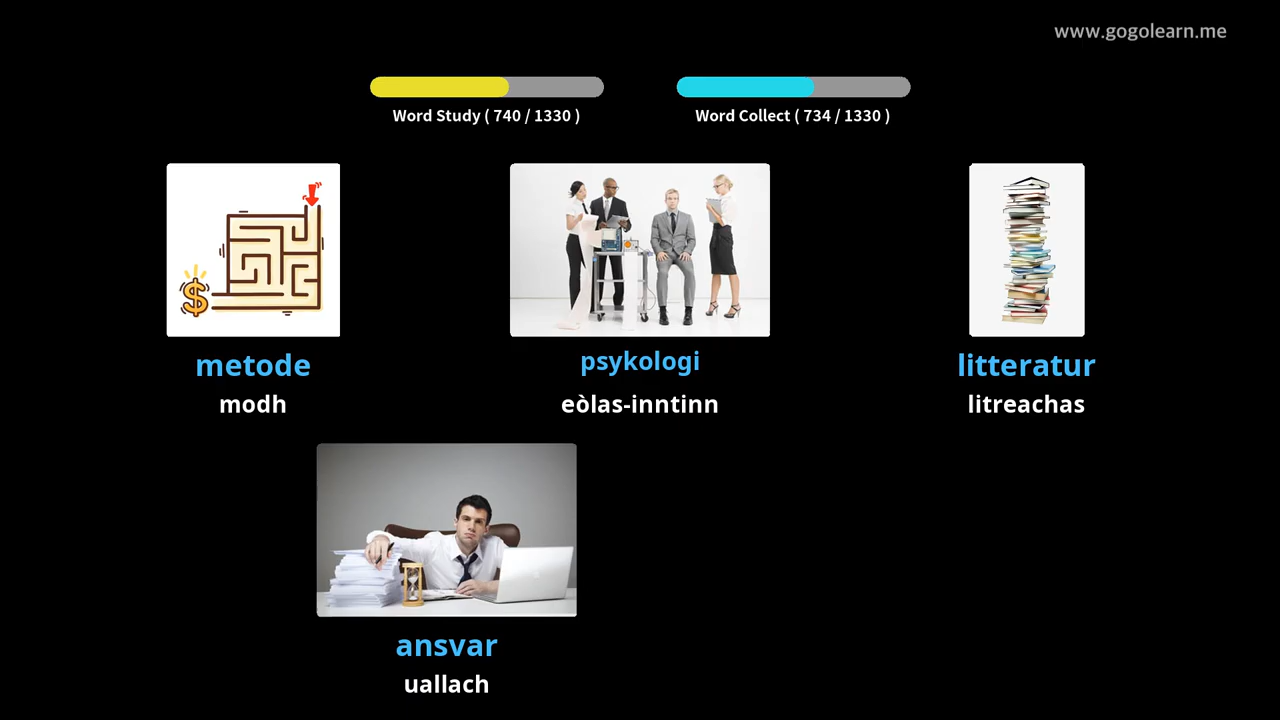 www.gogolearn.me
Word Study ( 740 / 1330 )
Word Collect ( 734 / 1330 )
metode
modh
psykologi
eòlas-inntinn
litteratur
litreachas
ansvar
uallach